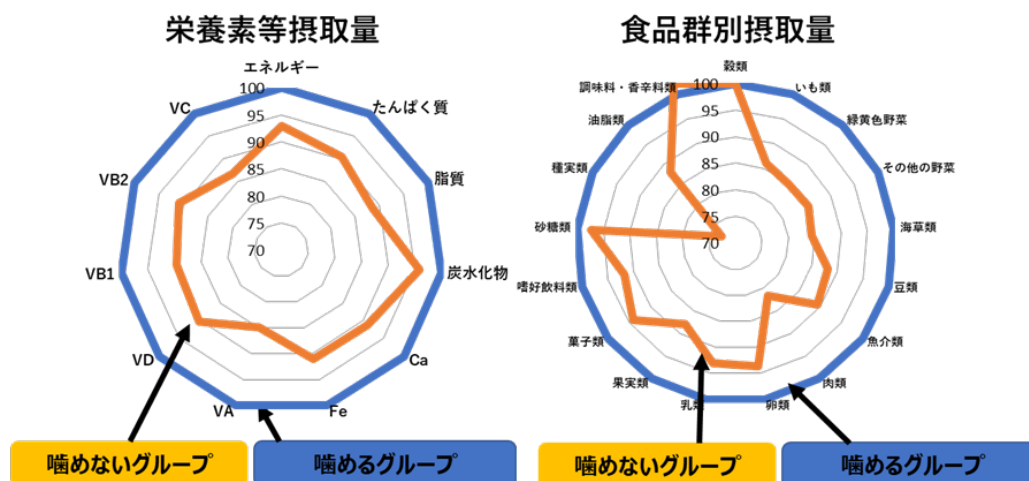 栄養素等摂取量
エネルギー
たんぱく質
脂質
炭水化物
Ca
Fe
VA
VD
VB1
VB2
VC
100
95
90
85
80
75
70
噛めないグループ
噛めるグループ
食品群別摂取量
穀類
いも類
緑黄色野菜
その他の野菜
海草類
豆類
魚介類
肉類
卵類
乳類
果実類
菓子類
嗜好飲料類
砂糖類
種実類
油脂類
調味料・香辛料類
100
95
90
85
80
75
70
噛めないグループ
噛めるグループ